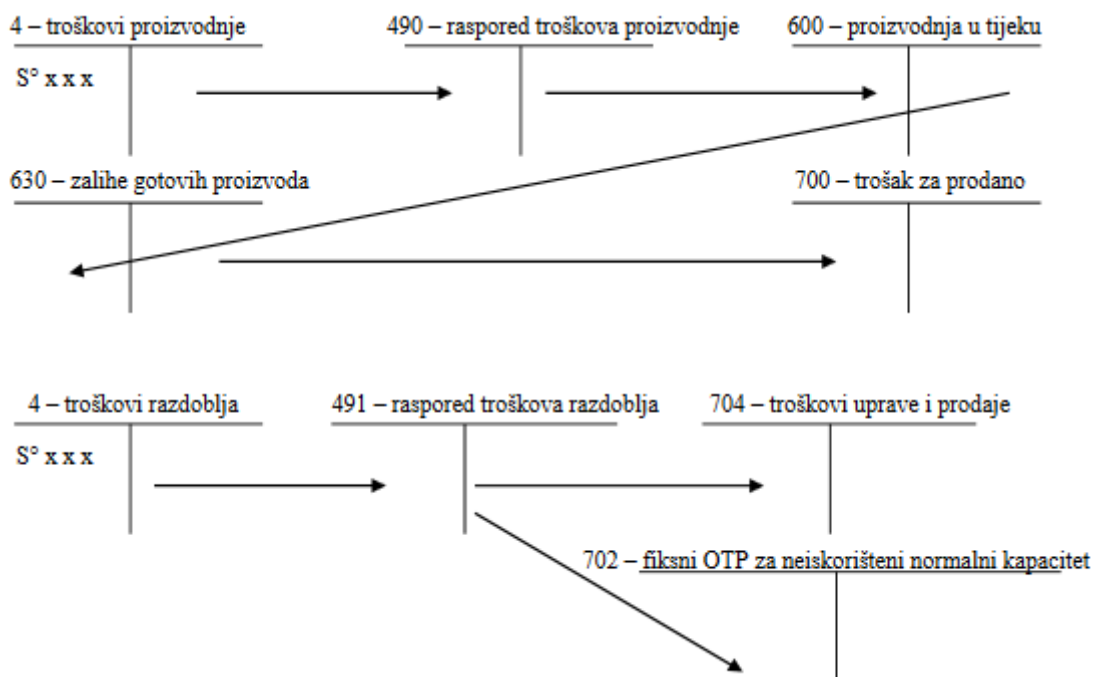 4 – troškovi proizvodnje
490 – raspored troškova proizvodnje
600 – proizvodnja u tijeku
S° x x x
630 – zalihe gotovih proizvoda
700 – trošak za prodano
4 – troškovi razdoblja
491 – raspored troškova razdoblja
704 – troškovi uprave i prodaje
S° x x x
702 – fiksni OTP za neiskorišteni normalni kapacitet